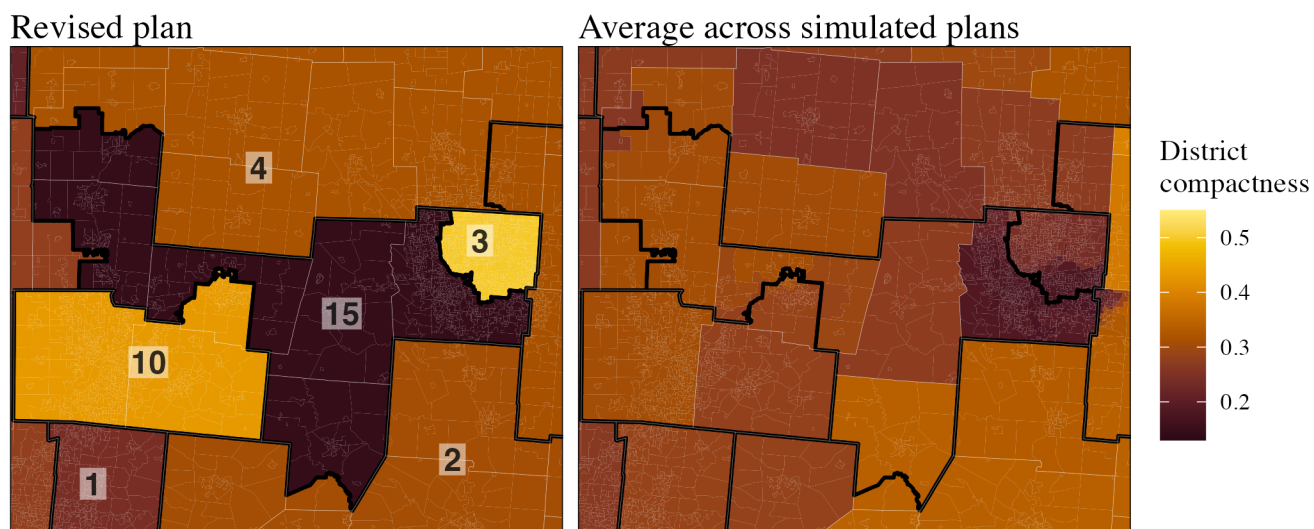 Revised plan
Average across simulated plans
4
3
15
10
2
1
District
compactness
0.5
0.4
0.3
0.2